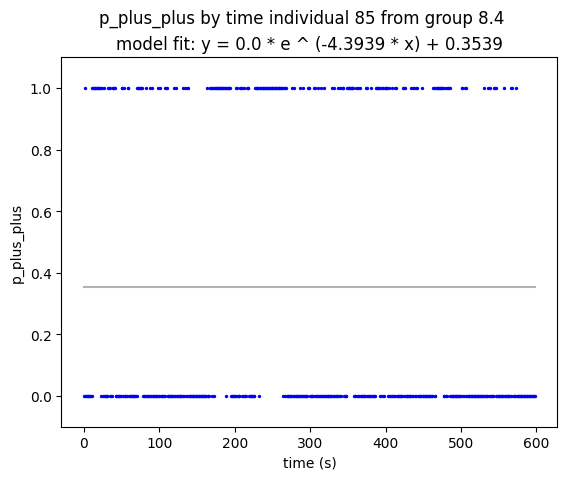 p_plus_plus by time individual 85 from group 8.4
model fit: y = 0.0 * e ^ (-4.3939 * x) + 0.3539
1.0
0.8
0.6
0.4
0.2
0.0
p_plus_plus
0 100 200 300 400 500 600
time (s)